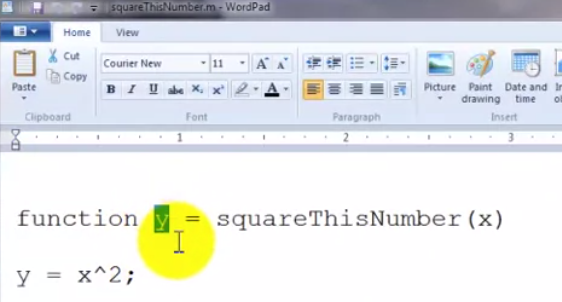 squareThisNumber.m - WordPad
Home View
Paste
Cut
Copy
Clipboard
Courier New 11 A A
B I U abc X₂ X² A
Font
Paragraph
Picture
Paint drawing
Date and time
Insert
1 2 3
function y = squareThisNumber(x)
y = x^2;